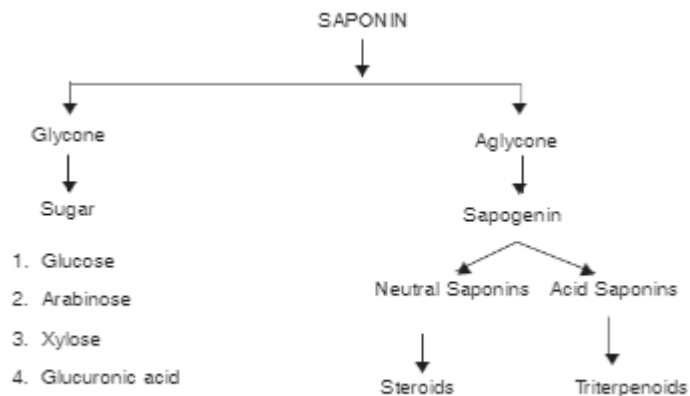 SAPONIN
Glycone
Aglycone
Sugar
Sapogenin
1. Glucose
2. Arabinose
3. Xylose
4. Glucuronic acid
Neutral Saponins
Acid Saponins
Steroids
Triterpenoids